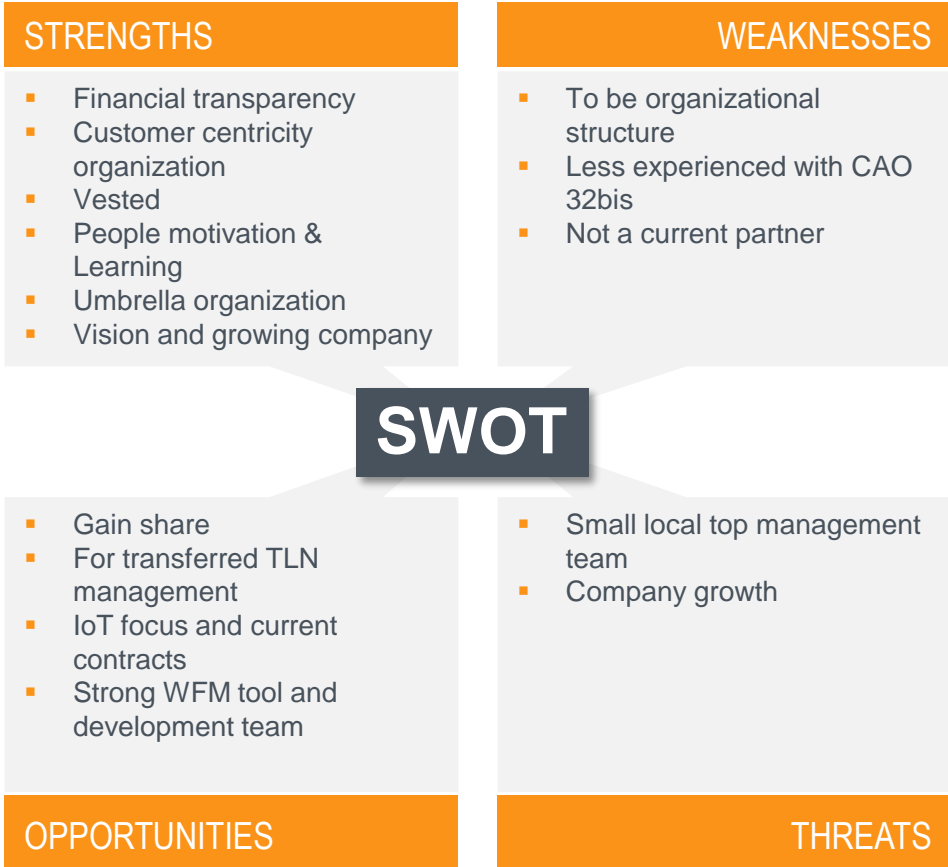 STRENGTHS
▪ Financial transparency
▪ Customer centricity
organization
▪ Vested
▪ People motivation &
Learning
▪ Umbrella organization
▪ Vision and growing company
WEAKNESSES
▪ To be organizational
structure
▪ Less experienced with CAO
32bis
▪ Not a current partner
SWOT
▪ Gain share
▪ For transferred TLN
management
▪ IoT focus and current
contracts
▪ Strong WFM tool and
development team
OPPORTUNITIES
▪ Small local top management
team
▪ Company growth
THREATS